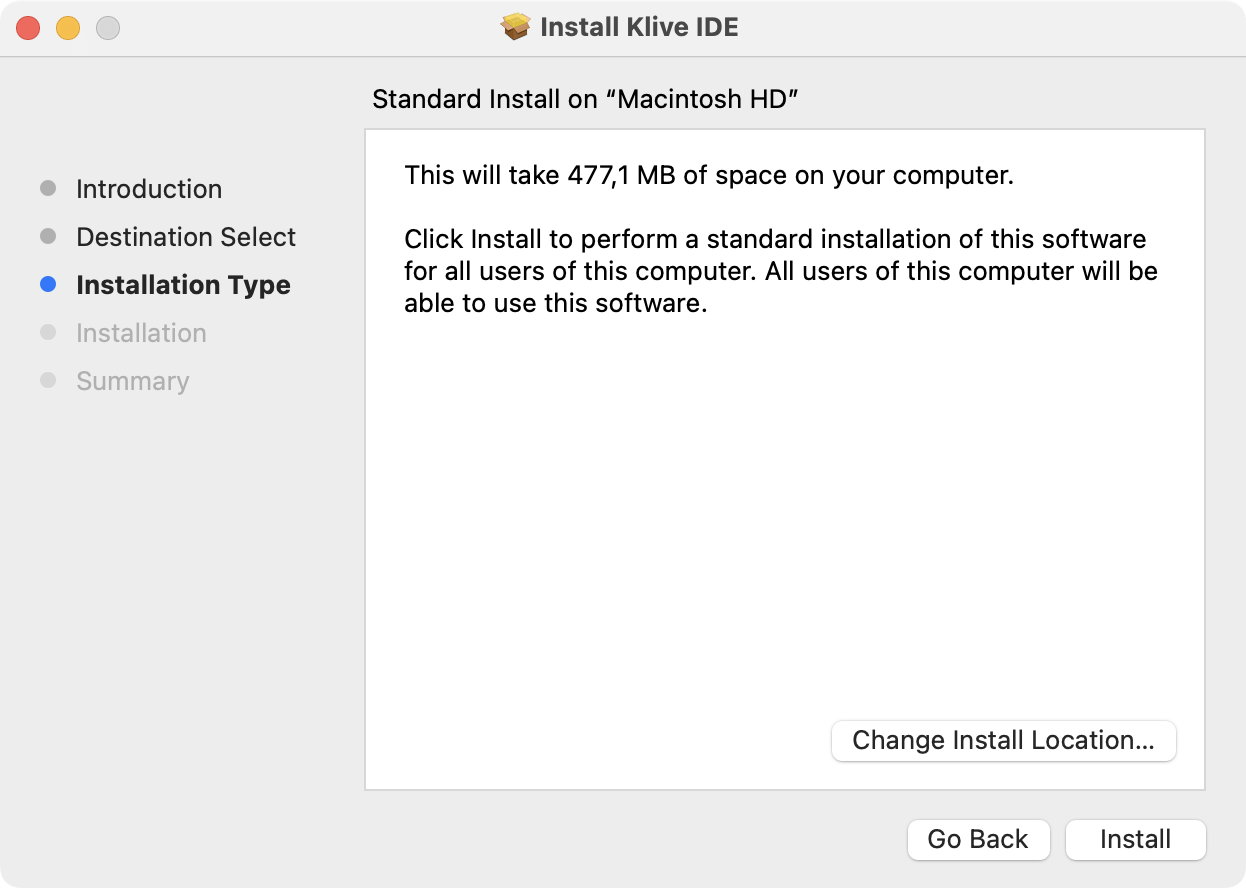 Install Klive IDE
Standard Install on “Macintosh HD”
Introduction
Destination Select
Installation Type
Installation
Summary
This will take 477,1 MB of space on your computer.
Click Install to perform a standard installation of this software
for all users of this computer. All users of this computer will be
able to use this software.
Change Install Location...
Go Back
Install